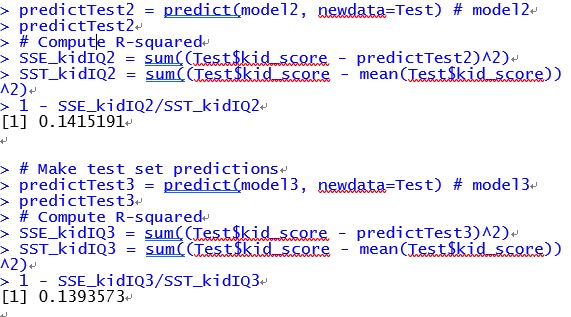 > predictTest2 = predict(model2, newdata=Test) # model2
> predictTest2
> # Compute R-squared
> SSE_kidIQ2 = sum((Test$kid_score - predictTest2)^2)
> SST_kidIQ2 = sum((Test$kid_score - mean(Test$kid_score))
^2)
> 1 - SSE_kidIQ2/SST_kidIQ2
[1] 0.1415191
> # Make test set predictions
> predictTest3 = predict(model3, newdata=Test) # model3
> predictTest3
> # Compute R-squared
> SSE_kidIQ3 = sum((Test$kid_score - predictTest3)^2)
> SST_kidIQ3 = sum((Test$kid_score - mean(Test$kid_score))
^2)
> 1 - SSE_kidIQ3/SST_kidIQ3
[1] 0.1393573